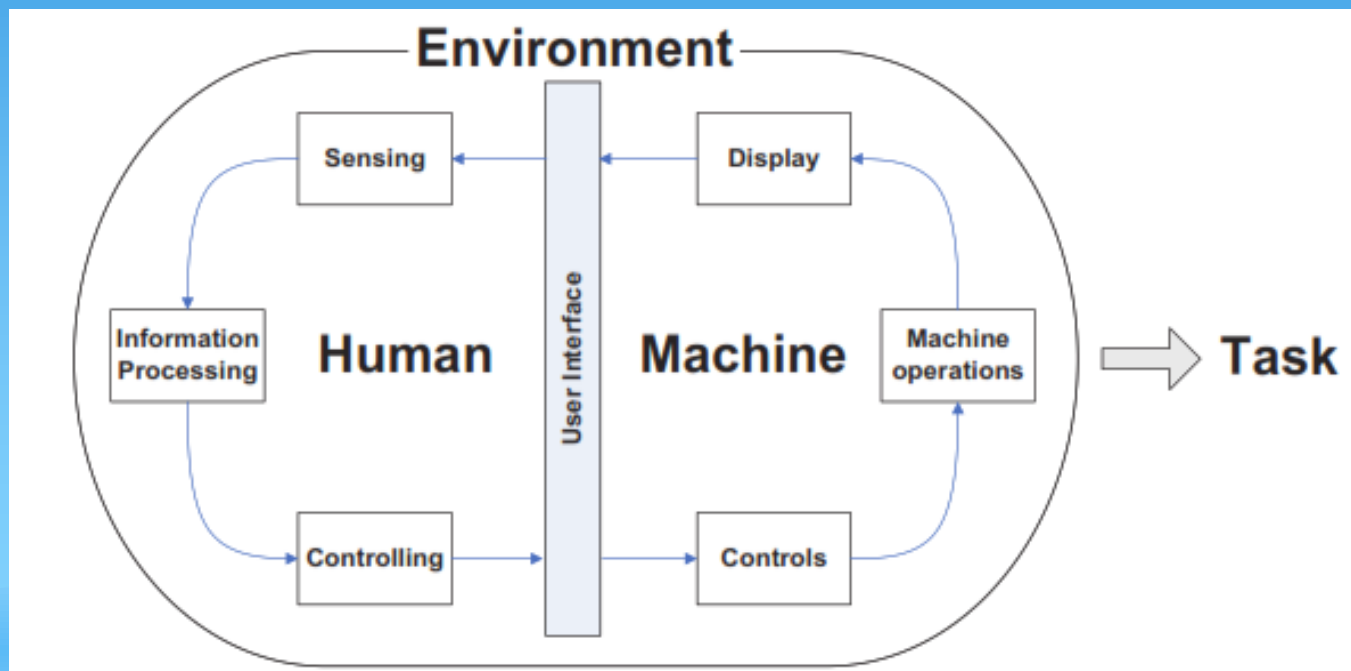 Environment
Sensing
Display
Information
Processing
Human
User Interface
Machine
Machine
operations
Task
Controlling
Controls